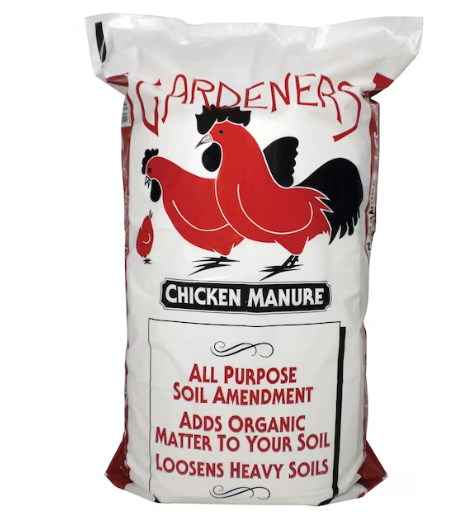 GARDENERS
CHICKEN MANURE
ALL PURPOSE
SOIL AMENDMENT
ADDS ORGANIC
MATTER TO YOUR SOIL
LOOSENS HEAVY SOILS